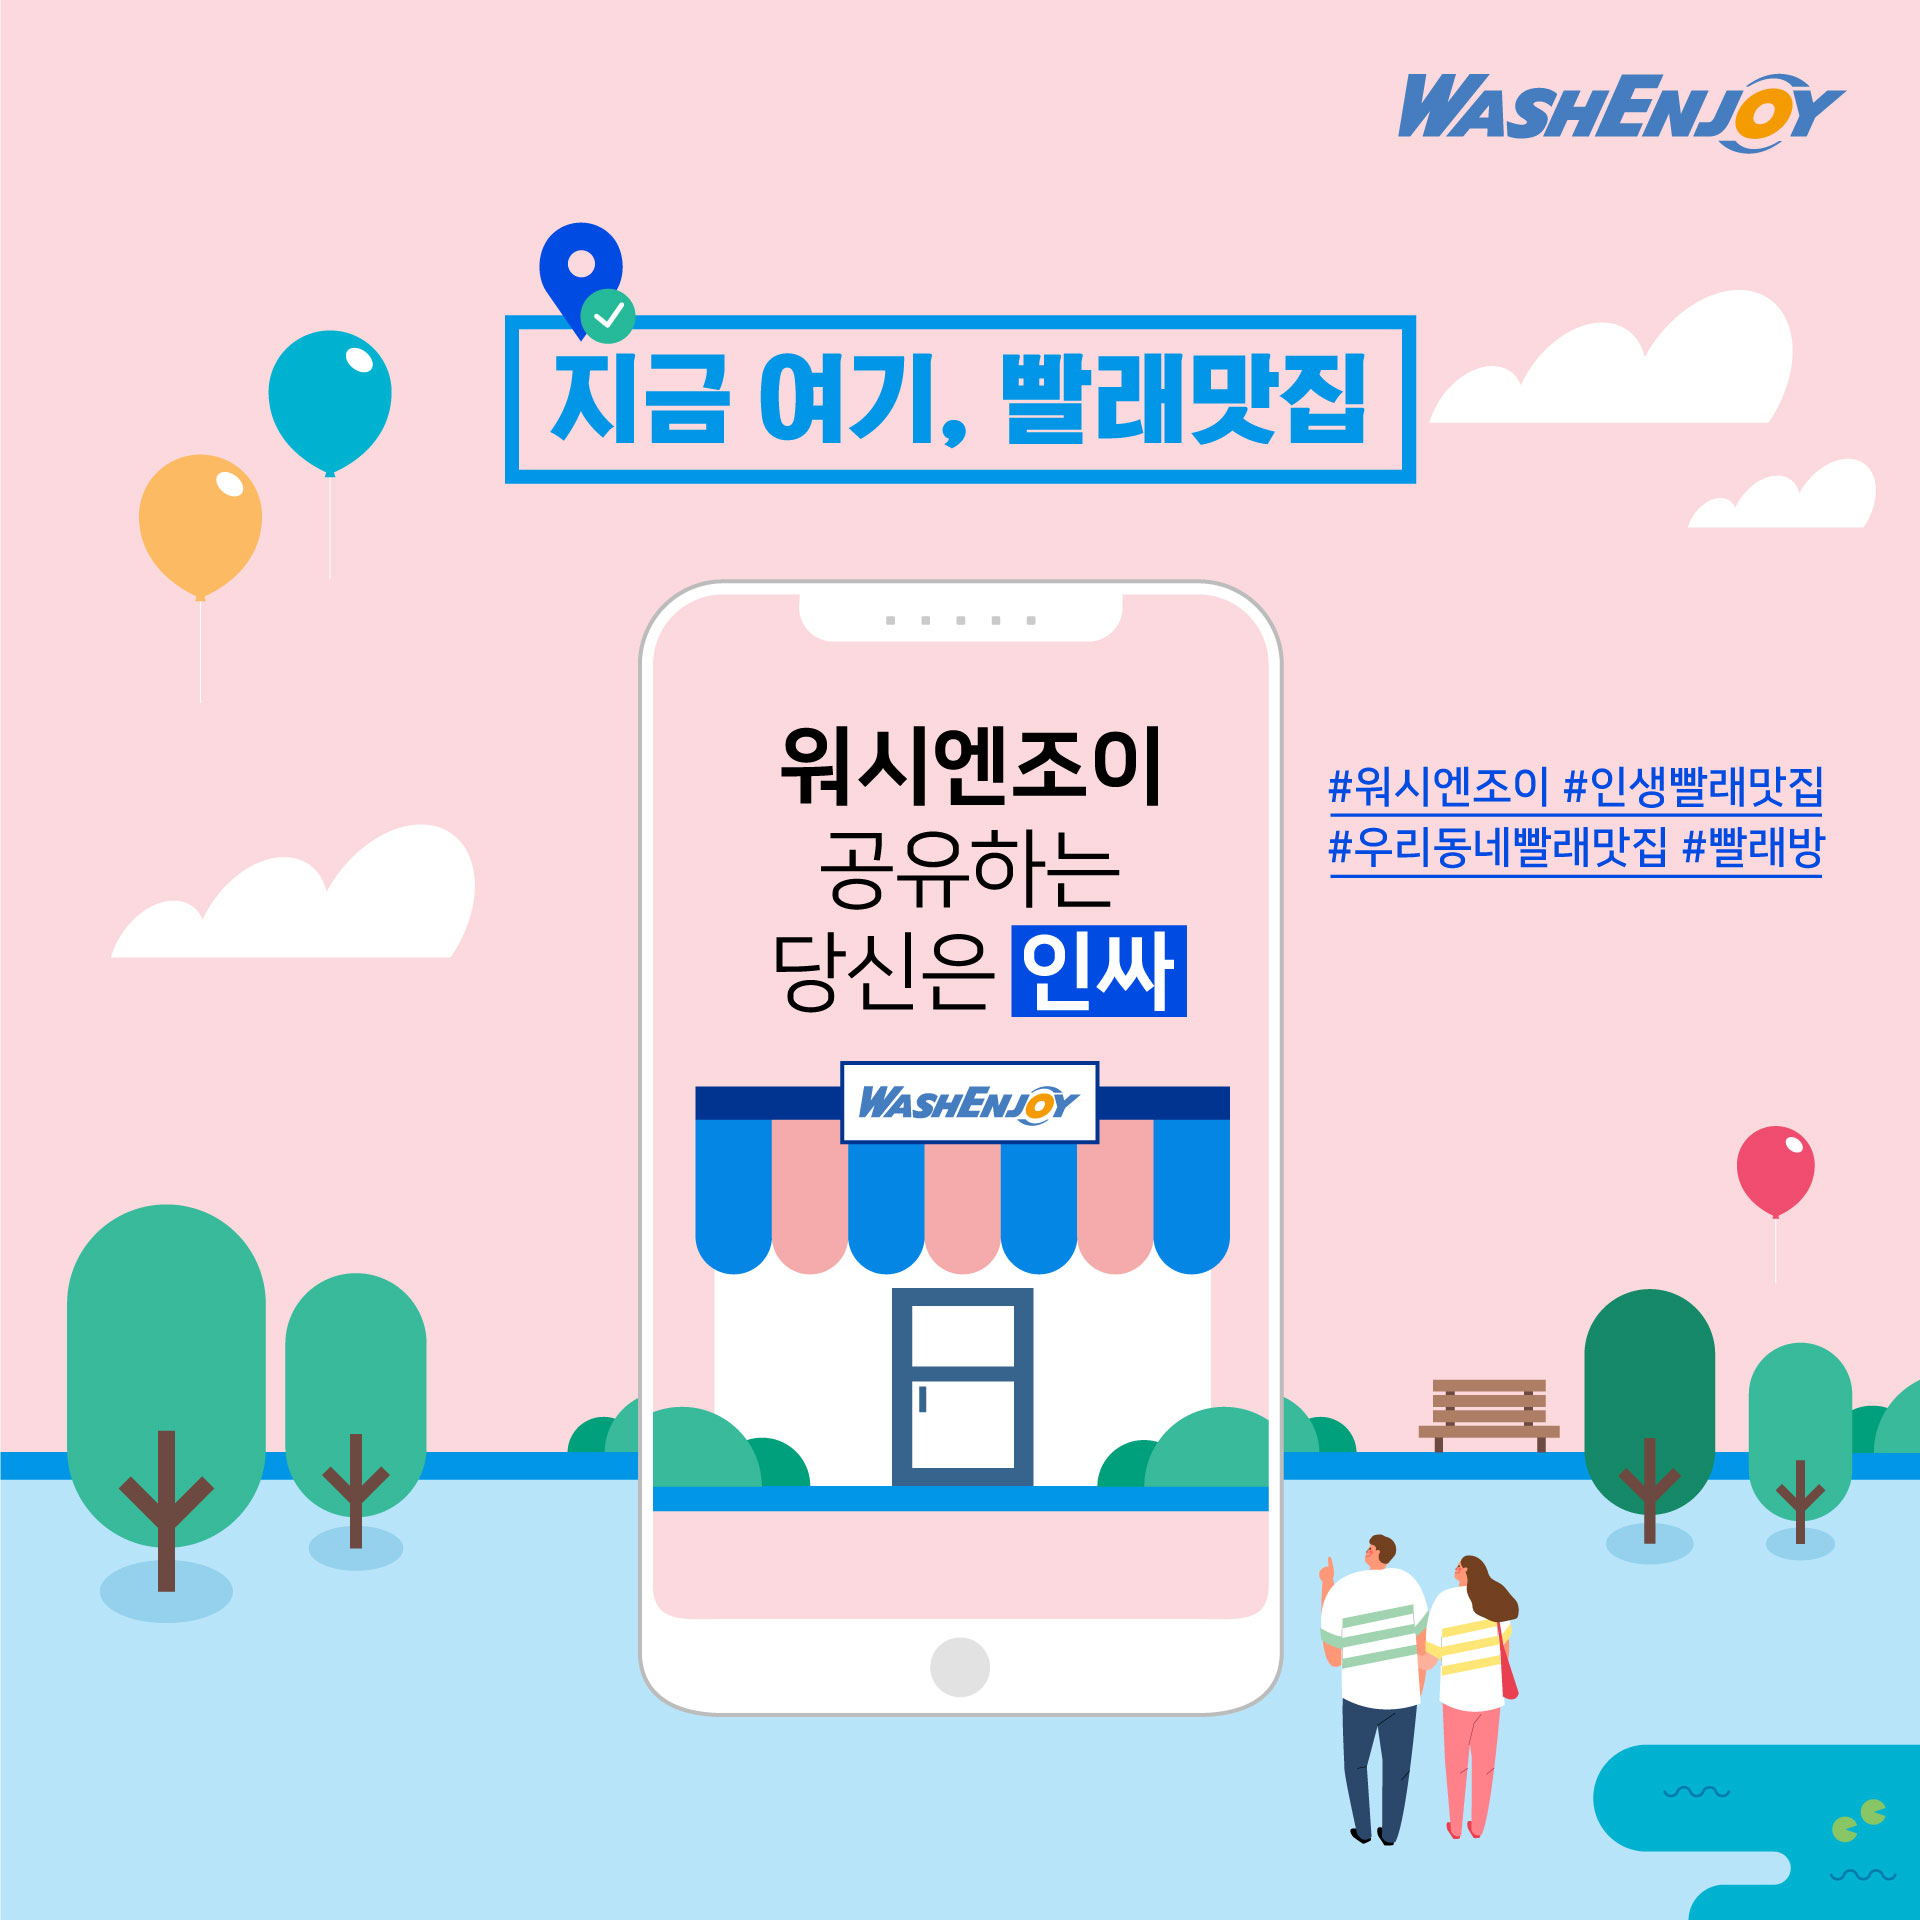 WASHENJOY
지금 여기, 빨래맛집
워시엔조이
공유하는
당신은 인싸
#워시엔조이 #인생빨래맛집
#우리동네빨래맛집 #빨래방
WASHENJOY